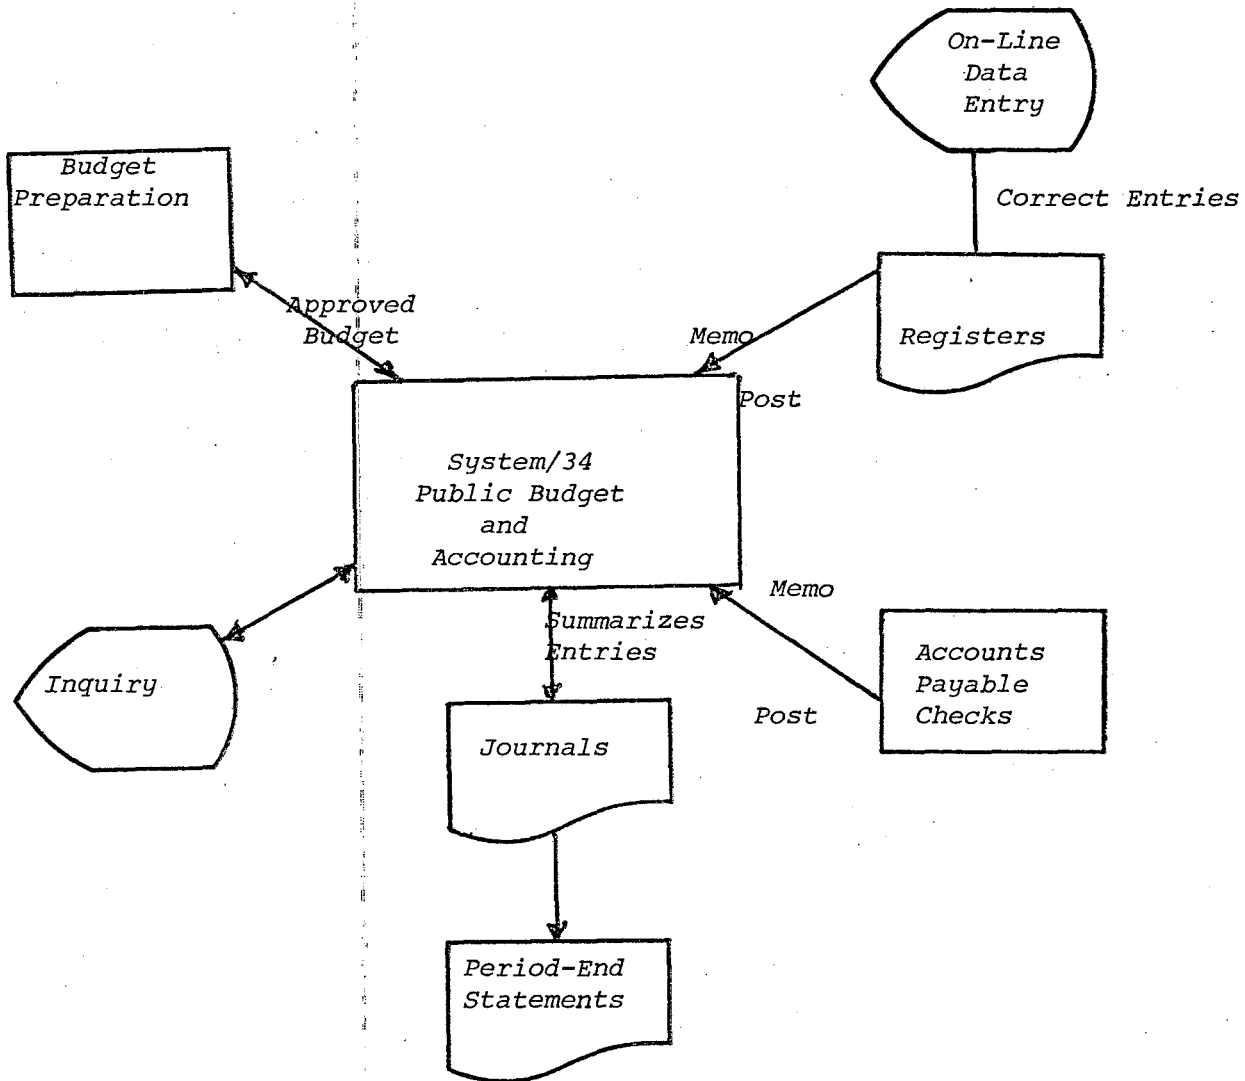 On-Line
Data
Entry
Budget
Preparation
Correct Entries
Approved
Budget
Memo
Registers
Post
System/34
Public Budget
and
Accounting
Memo
Summarizes
Entries
Accounts
Payable
Checks
Inquiry
Post
Journals
Period-End
Statements